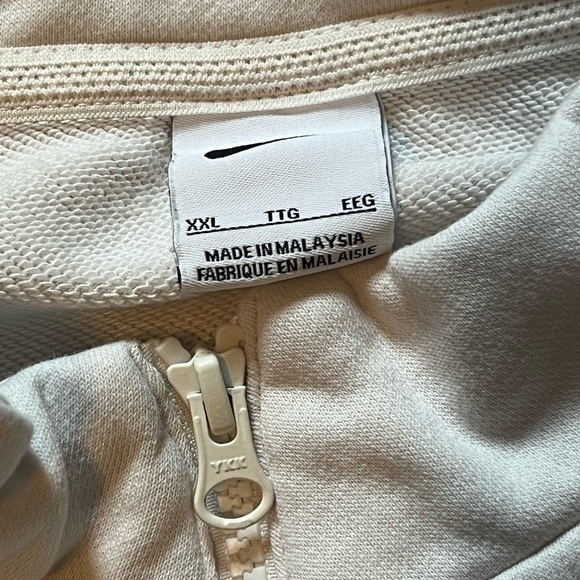 XXL TTG EEG
MADE IN MALAYSIA
FABRIQUE EN MALAISIE
YKK